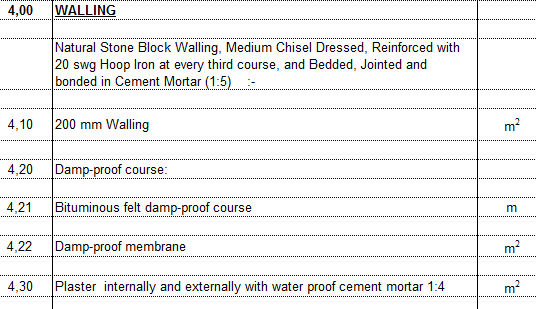 4,00 WALLING
Natural Stone Block Walling, Medium Chisel Dressed, Reinforced with
20 swg Hoop Iron at every third course, and Bedded, Jointed and
bonded in Cement Mortar (1:5) :-
4,10 200 mm Walling m²
4,20 Damp-proof course:
4,21 Bituminous felt damp-proof course m
4,22 Damp-proof membrane m²
4,30 Plaster internally and externally with water proof cement mortar 1:4 m²